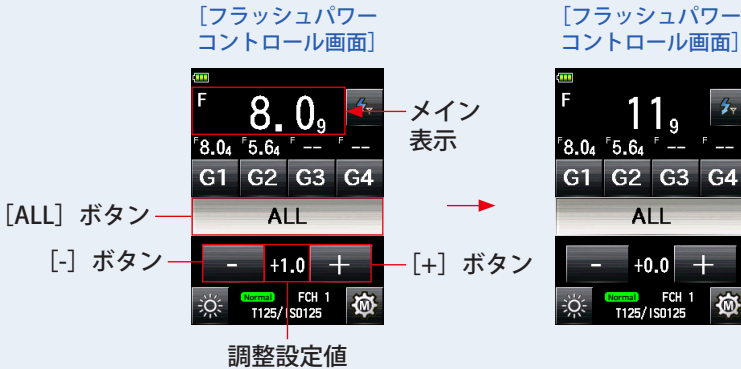 [フラッシュパワー
コントロール画面]
F 8.0₉
F8.0₄ F5.6₄ F -- F --
G1 G2 G3 G4
ALL
- +1.0 +
Normal FCH 1
T125/ISO125
メイン
表示
[ALL] ボタン
[-] ボタン
[+] ボタン
調整設定値
[フラッシュパワー
コントロール画面]
F 11₉
F8.0₄ F5.6₄ F -- F --
G1 G2 G3 G4
ALL
- +0.0 +
Normal FCH 1
T125/ISO125